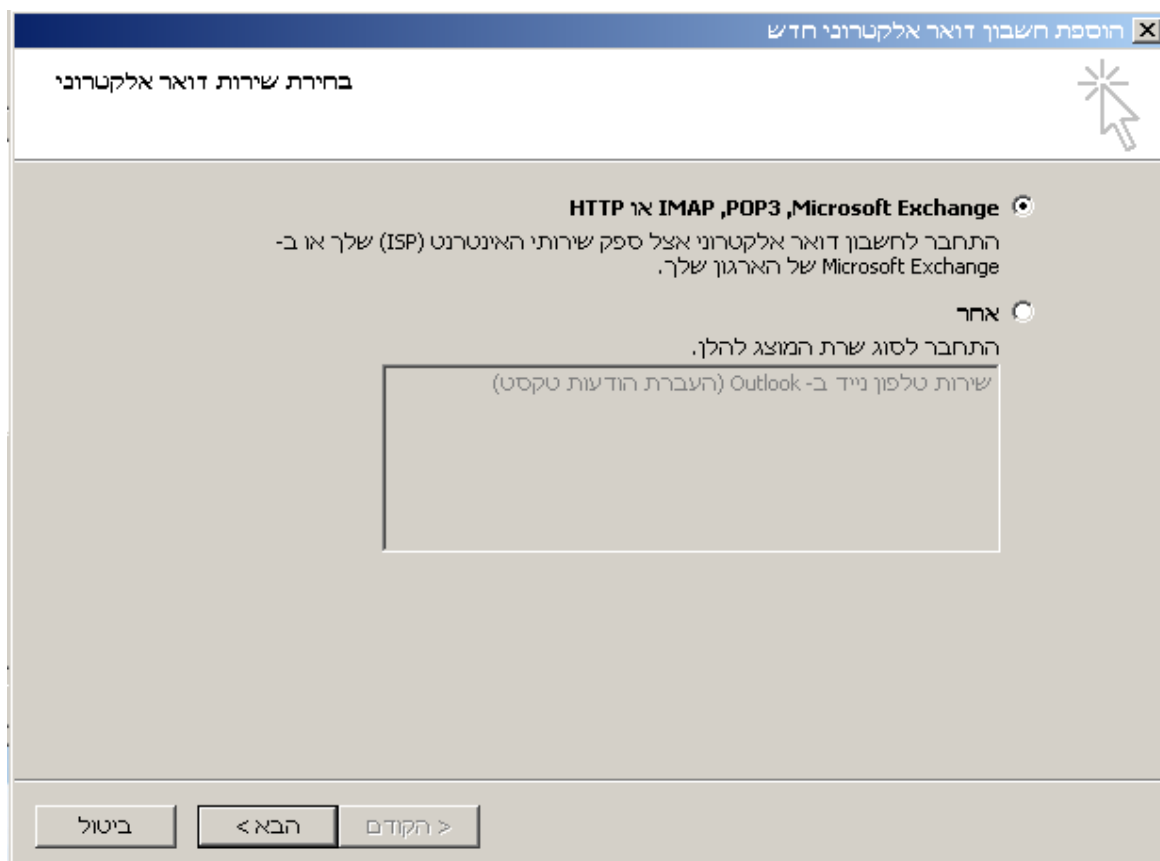 הוספת חשבון דואר אלקטרוני חדש
בחירת שירות דואר אלקטרוני
Microsoft Exchange‏, POP3‏, IMAP או HTTP
התחבר לחשבון דואר אלקטרוני אצל ספק שירותי האינטרנט (ISP) שלך או ב-
Microsoft Exchange של הארגון שלך.
אחר
התחבר לסוג שרת המוצג להלן.
שירות טלפון נייד ב- Outlook (העברת הודעות טקסט)
< הקודם
הבא >
ביטול